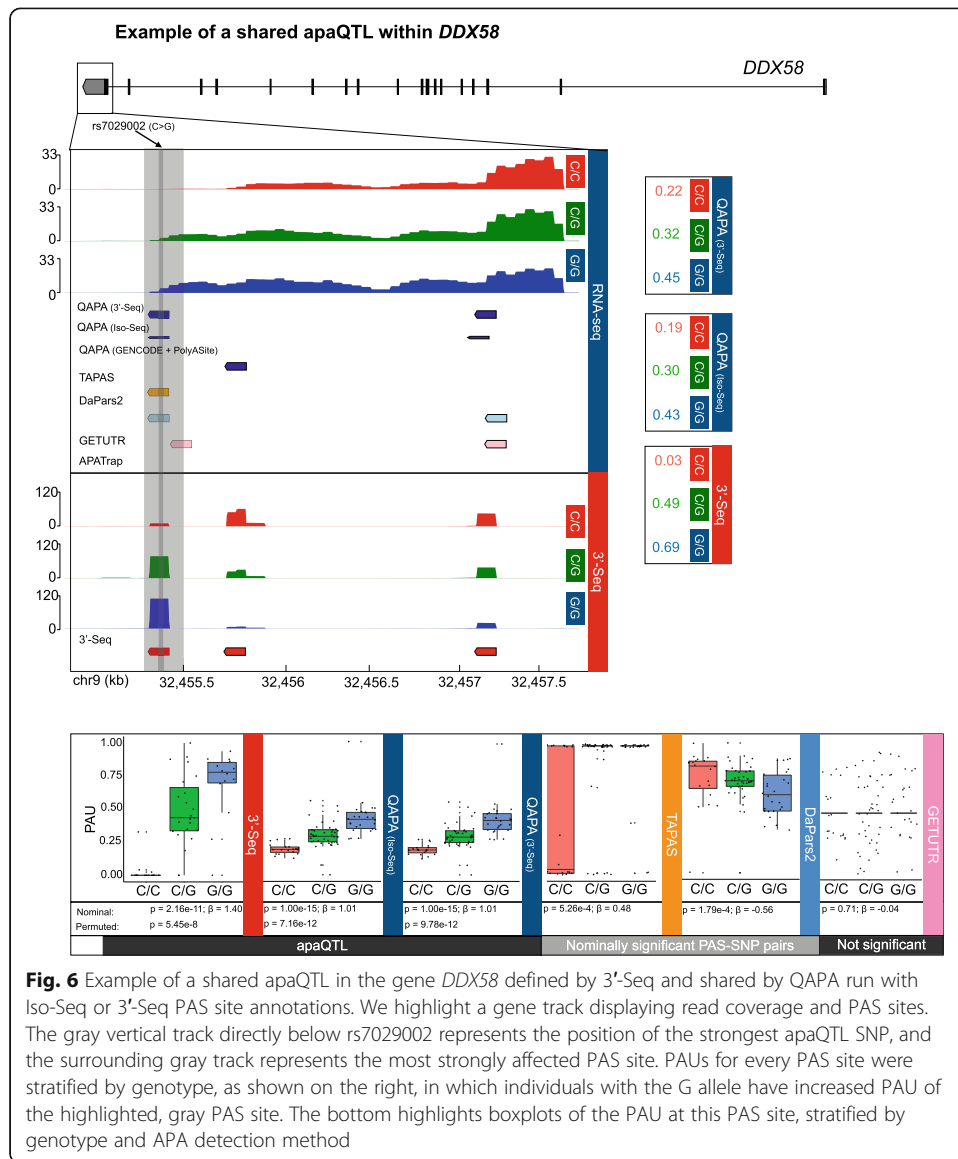 Example of a shared apaQTL within DDX58
DDX58
rs7029002 (C>G)
33
0
C/C
33
0
C/G
33
0
G/G
RNA-seq
QAPA (3'-Seq)
QAPA (Iso-Seq)
QAPA (GENCODE + PolyASite)
TAPAS
DaPars2
GETUTR
APATrap
120
0
C/C
120
0
C/G
120
0
G/G
3'-Seq
3'-Seq
chr9 (kb) 32,455.5 32,456 32,456.5 32,457 32,457.5
0.22 C/C
0.32 C/G
0.45 G/G
QAPA (3'-Seq)
0.19 C/C
0.30 C/G
0.43 G/G
QAPA (Iso-Seq)
0.03 C/C
0.49 C/G
0.69 G/G
3'-Seq
PAU
1.00
0.75
0.50
0.25
0.00
3'-Seq
QAPA (Iso-Seq)
QAPA (3'-Seq)
TAPAS
DaPars2
GETUTR
C/C C/G G/G C/C C/G G/G C/C C/G G/G C/C C/G G/G C/C C/G G/G C/C C/G G/G
Nominal: p = 2.16e-11; β = 1.40 p = 1.00e-15; β = 1.01 p = 1.00e-15; β = 1.01 p = 5.26e-4; β = 0.48 p = 1.79e-4; β = -0.56 p = 0.71; β = -0.04
Permuted: p = 5.45e-8 p = 7.16e-12 p = 9.78e-12
apaQTL Nominally significant PAS-SNP pairs Not significant
Fig. 6 Example of a shared apaQTL in the gene DDX58 defined by 3′-Seq and shared by QAPA run with
Iso-Seq or 3′-Seq PAS site annotations. We highlight a gene track displaying read coverage and PAS sites.
The gray vertical track directly below rs7029002 represents the position of the strongest apaQTL SNP, and
the surrounding gray track represents the most strongly affected PAS site. PAUs for every PAS site were
stratified by genotype, as shown on the right, in which individuals with the G allele have increased PAU of
the highlighted, gray PAS site. The bottom highlights boxplots of the PAU at this PAS site, stratified by
genotype and APA detection method